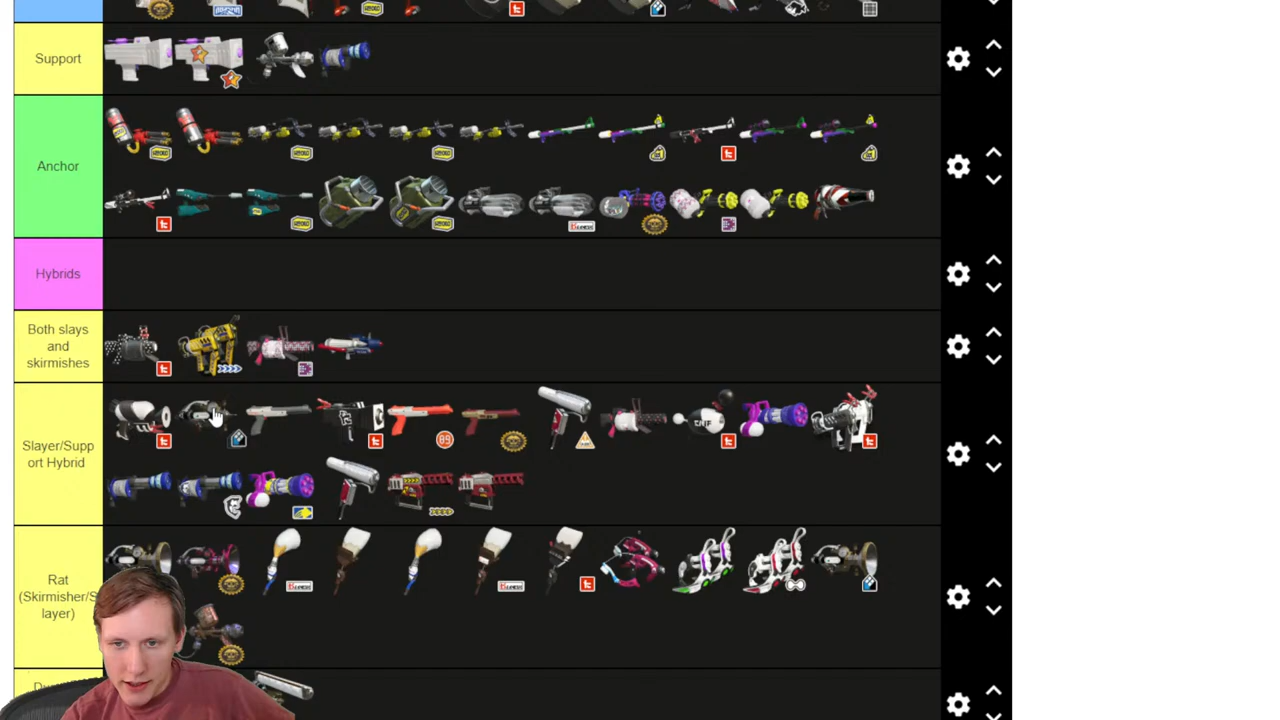 Support
Anchor
Hybrids
Both slays
and
skirmishes
Slayer/Supp
ort Hybrid
Rat
(Skirmisher/S
layer)